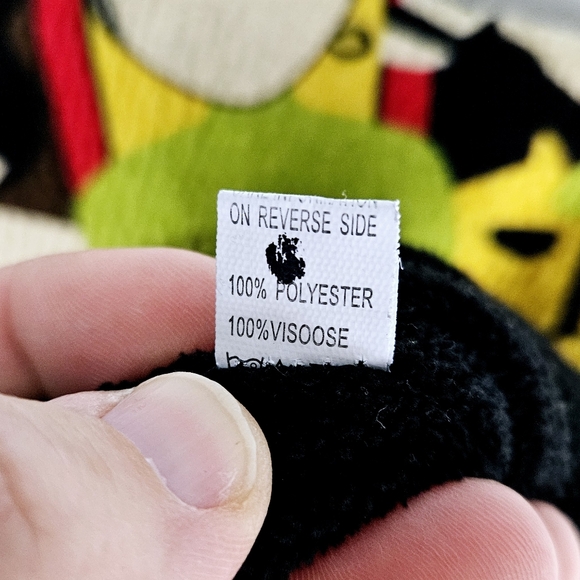 ON REVERSE SIDE
100% POLYESTER
100%VISOOSE